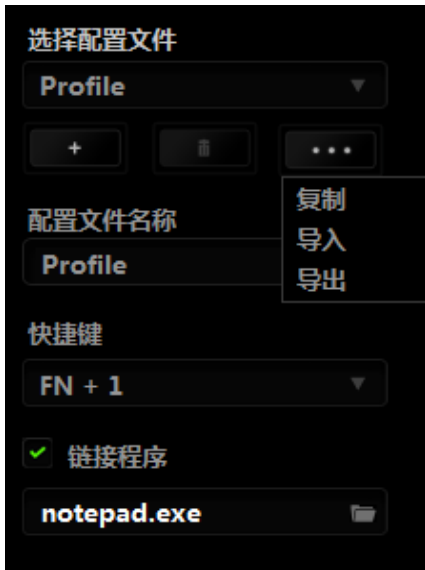 选择配置文件
Profile
+
•••
复制
配置文件名称
导入
Profile
导出
快捷键
FN + 1
链接程序
notepad.exe